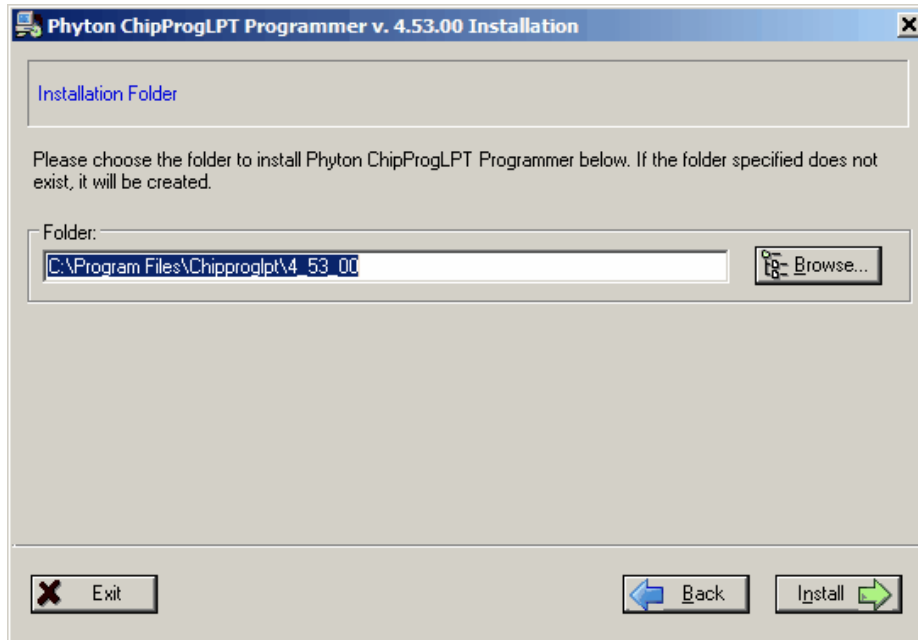 Phyton ChipProgLPT Programmer v. 4.53.00 Installation
Installation Folder
Please choose the folder to install Phyton ChipProgLPT Programmer below. If the folder specified does not
exist, it will be created.
Folder:
C:\Program Files\Chipproglpt\4_53_00
Browse...
Exit
Back
Install